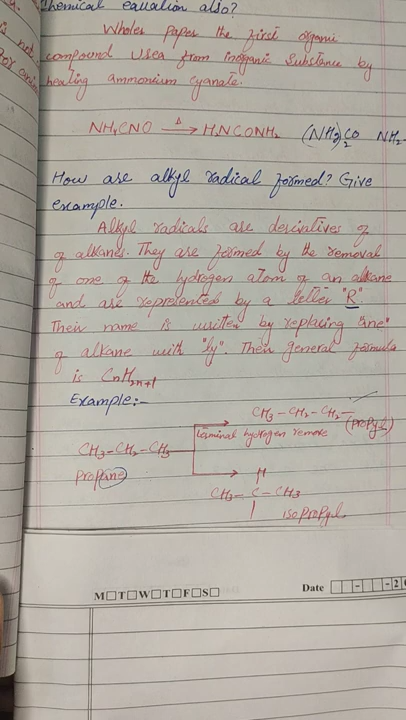 Chemical equation also?
Wholer Paper the first organic
compound Urea from inorganic substance by
heating ammonium cyanate.
NH₄CNO —Δ→ H₂NCONH₂ (NH₂)₂CO NH₂
How are alkyl radical formed? Give
example.
Alkyl radicals are derivatives of
of alkanes. They are formed by the removal
of one of the hydrogen atom of an alkane
and are represented by a letter "R".
Their name is written by replacing "ane"
of alkane with "ly". Their general formula
is CnH2n+1
Example:-
CH₃-CH₂-CH₂- (propyl)
terminal hydrogen remove
CH₃-CH₂-CH₃
propane
H
CH₃-C-CH₃
isopropyl
M□T□W□T□F□S□ Date